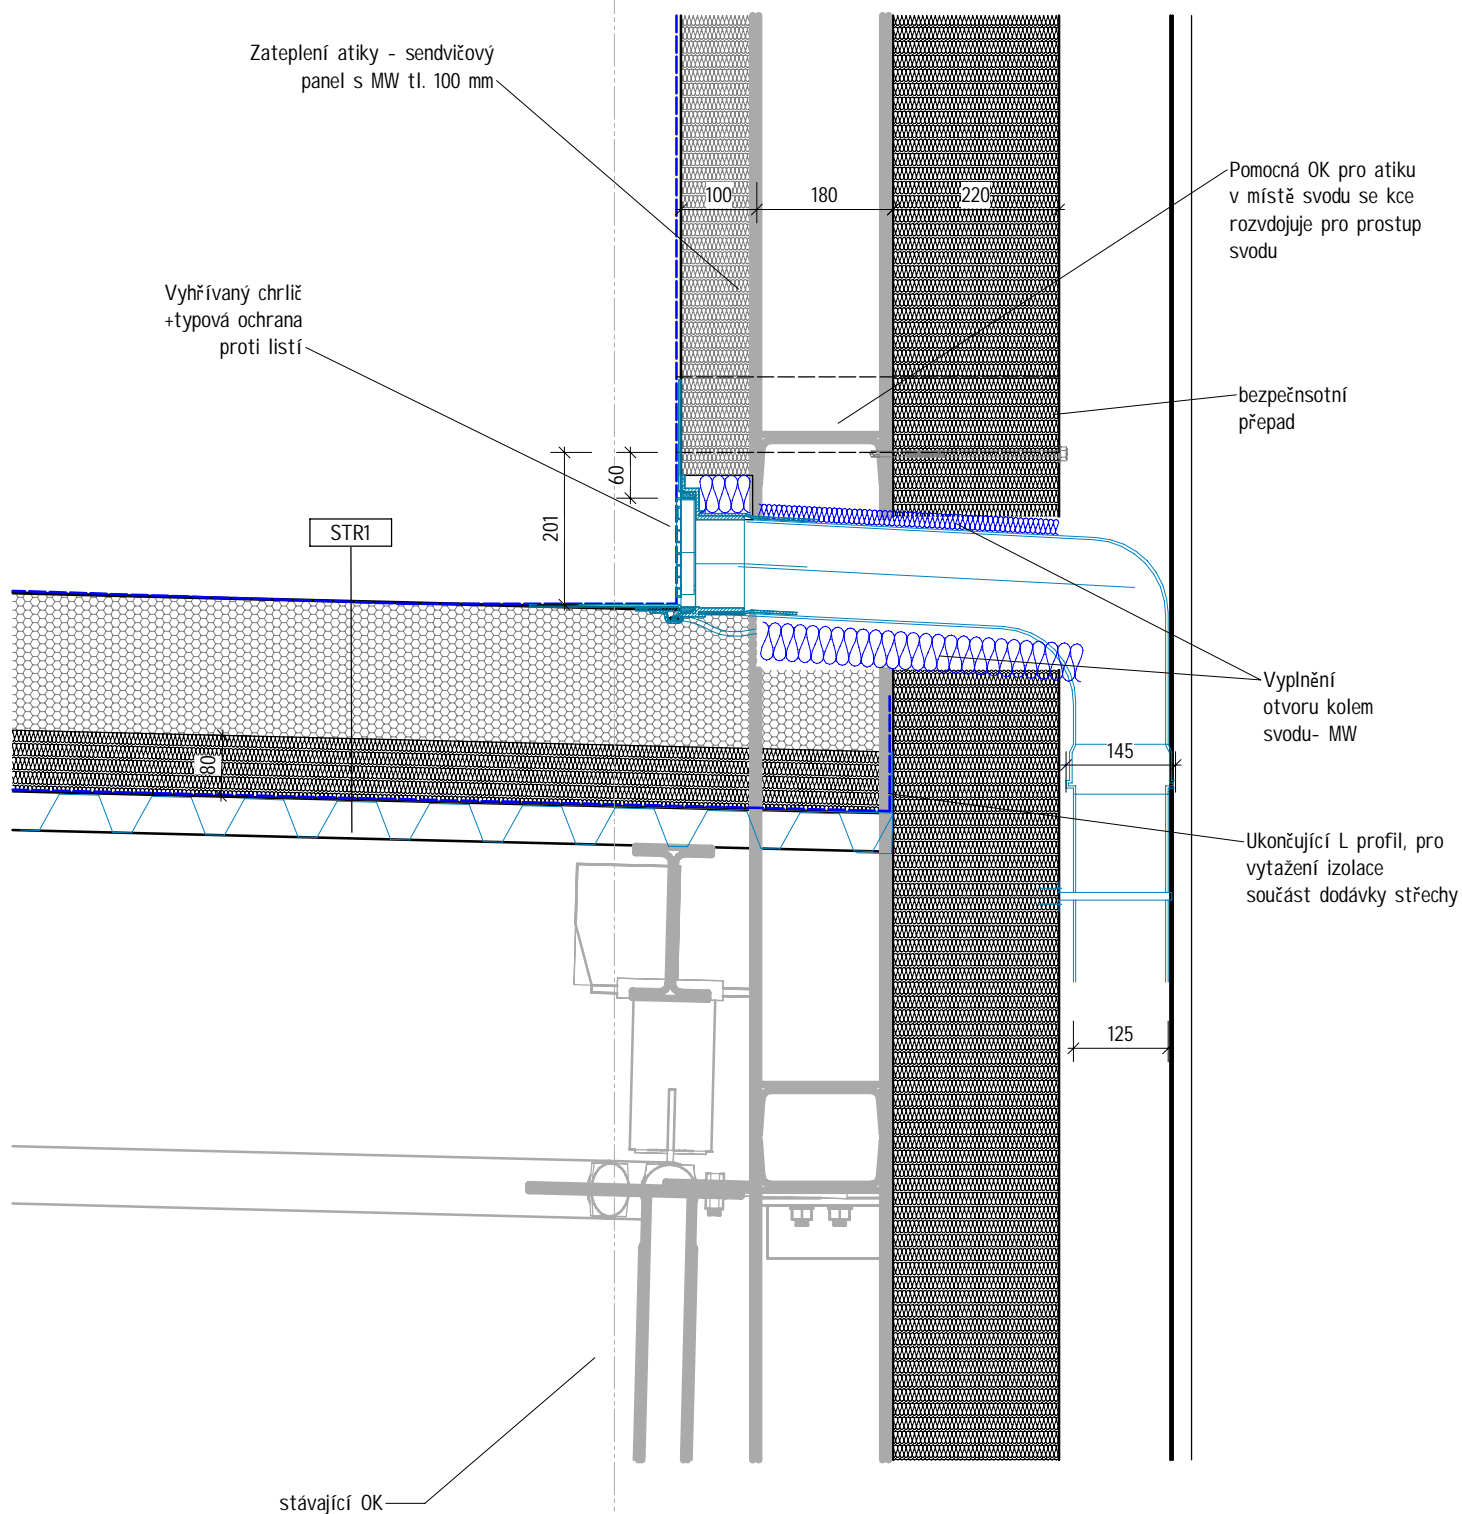 Zateplení atiky - sendvičový
panel s MW tl. 100 mm
Pomocná OK pro atiku
v místě svodu se kce
rozvdojuje pro prostup
svodu
100
180
220
Vyhřívaný chrlič
+typová ochrana
proti listí
bezpečnsotní
přepad
60
201
STR1
Vyplnění
otvoru kolem
svodu- MW
80
145
Ukončující L profil, pro
vytažení izolace
součást dodávky střechy
125
stávající OK